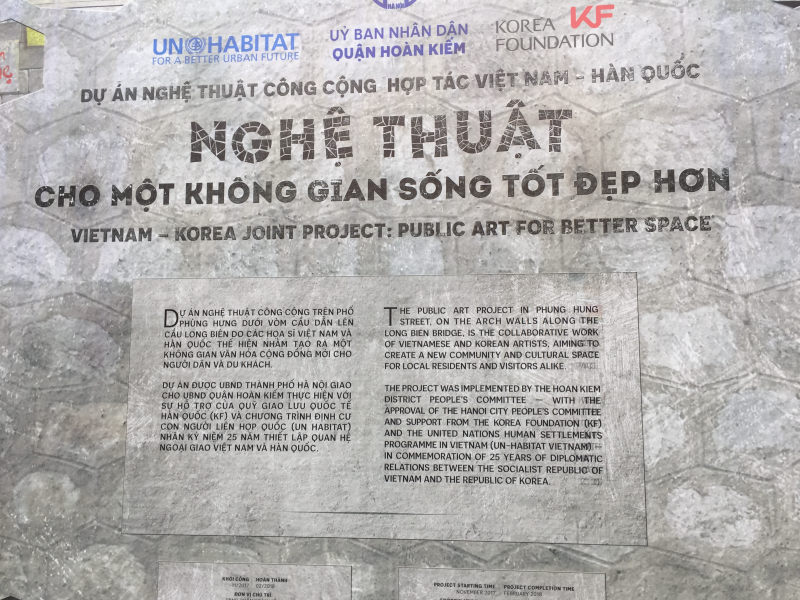 HÀ NỘI
UN HABITAT
FOR A BETTER URBAN FUTURE
UỶ BAN NHÂN DÂN
QUẬN HOÀN KIẾM
KOREA KF
FOUNDATION
DỰ ÁN NGHỆ THUẬT CÔNG CỘNG HỢP TÁC VIỆT NAM – HÀN QUỐC
NGHỆ THUẬT
CHO MỘT KHÔNG GIAN SỐNG TỐT ĐẸP HƠN
VIETNAM – KOREA JOINT PROJECT: PUBLIC ART FOR BETTER SPACE
DỰ ÁN NGHỆ THUẬT CÔNG CỘNG TRÊN PHỐ
PHÙNG HƯNG DƯỚI VÒM CẦU DẪN LÊN
CẦU LONG BIÊN DO CÁC HỌA SĨ VIỆT NAM VÀ
HÀN QUỐC THỂ HIỆN NHẰM TẠO RA MỘT
KHÔNG GIAN VĂN HÓA CỘNG ĐỒNG MỚI CHO
NGƯỜI DÂN VÀ DU KHÁCH.
DỰ ÁN ĐƯỢC UBND THÀNH PHỐ HÀ NỘI GIAO
CHO UBND QUẬN HOÀN KIẾM THỰC HIỆN VỚI
SỰ HỖ TRỢ CỦA QUỸ GIAO LƯU QUỐC TẾ
HÀN QUỐC (KF) VÀ CHƯƠNG TRÌNH ĐỊNH CƯ
CON NGƯỜI LIÊN HỢP QUỐC (UN HABITAT)
NHÂN KỶ NIỆM 25 NĂM THIẾT LẬP QUAN HỆ
NGOẠI GIAO VIỆT NAM VÀ HÀN QUỐC.
THE PUBLIC ART PROJECT IN PHUNG HUNG
STREET, ON THE ARCH WALLS ALONG THE
LONG BIEN BRIDGE, IS THE COLLABORATIVE WORK
OF VIETNAMESE AND KOREAN ARTISTS, AIMING TO
CREATE A NEW COMMUNITY AND CULTURAL SPACE
FOR LOCAL RESIDENTS AND VISITORS ALIKE.
THE PROJECT WAS IMPLEMENTED BY THE HOAN KIEM
DISTRICT PEOPLE'S COMMITTEE — WITH THE
APPROVAL OF THE HANOI CITY PEOPLE'S COMMITTEE
AND SUPPORT FROM THE KOREA FOUNDATION (KF)
AND THE UNITED NATIONS HUMAN SETTLEMENTS
PROGRAMME IN VIETNAM (UN-HABITAT VIETNAM) —
IN COMMEMORATION OF 25 YEARS OF DIPLOMATIC
RELATIONS BETWEEN THE SOCIALIST REPUBLIC OF
VIETNAM AND THE REPUBLIC OF KOREA.
KHỞI CÔNG HOÀN THÀNH
11/2017 02/2018
ĐƠN VỊ CHỦ TRÌ
PROJECT STARTING TIME PROJECT COMPLETION TIME
NOVEMBER 2017 FEBRUARY 2018